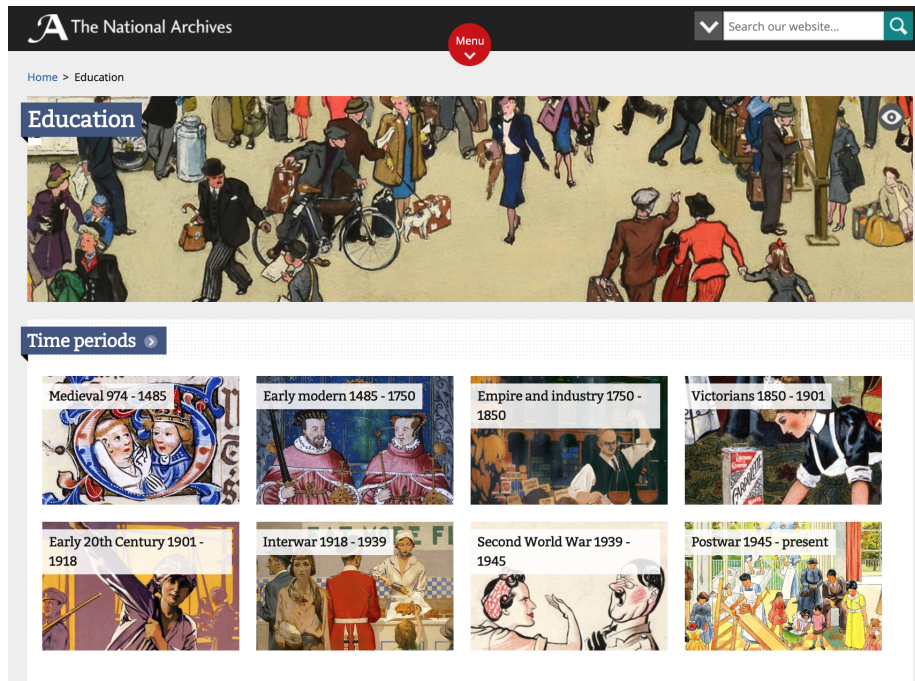 The National Archives
Menu
Search our website...
Home > Education
Education
Time periods
Medieval 974 - 1485
Early modern 1485 - 1750
Empire and industry 1750 -
1850
Victorians 1850 - 1901
Early 20th Century 1901 -
1918
Interwar 1918 - 1939
Second World War 1939 -
1945
Postwar 1945 - present